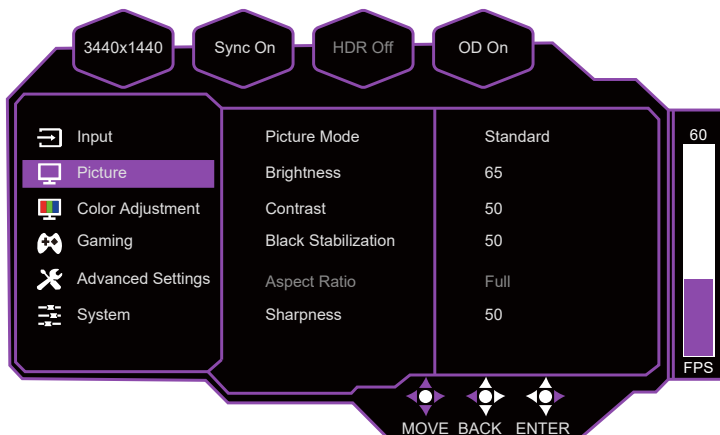 3440x1440 Sync On HDR Off OD On
Input Picture Mode Standard 60
Picture Brightness 65
Color Adjustment Contrast 50
Gaming Black Stabilization 50
Advanced Settings Aspect Ratio Full
System Sharpness 50
FPS
MOVE BACK ENTER